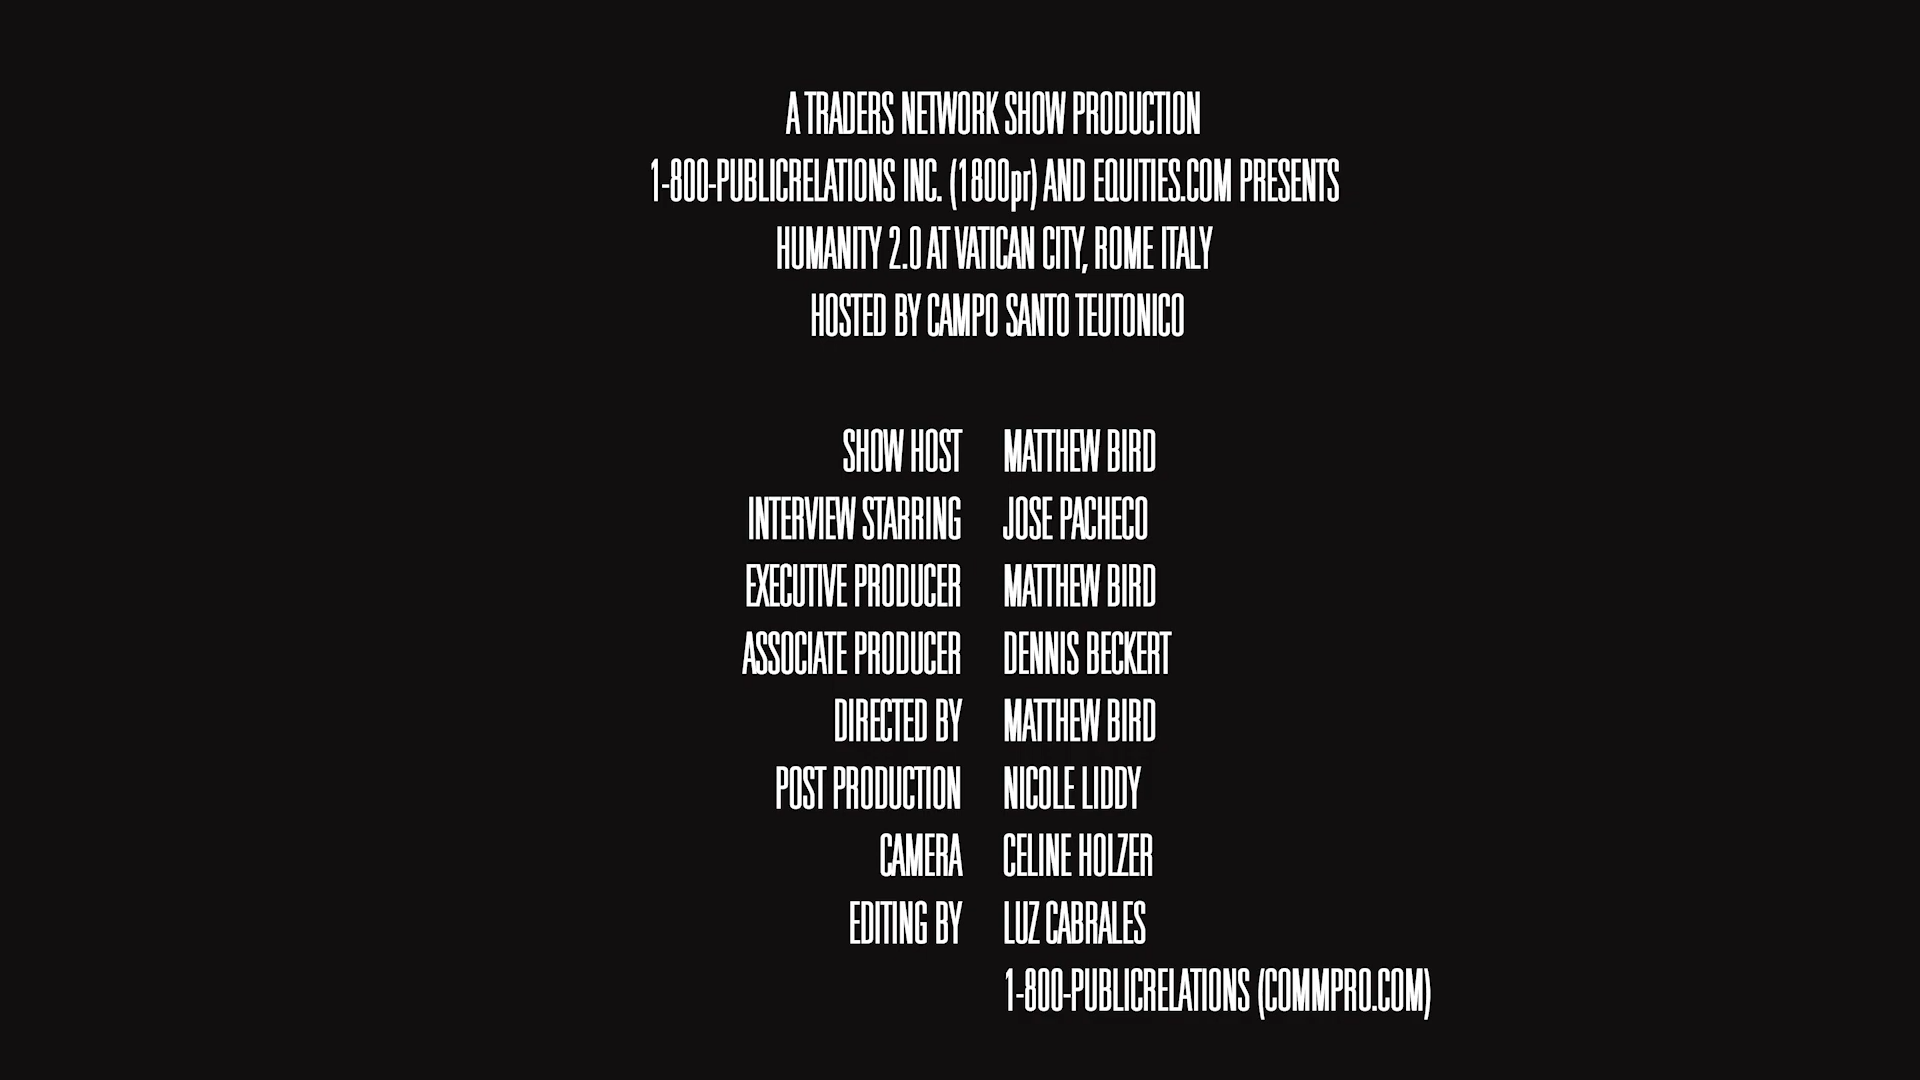 A TRADERS NETWORK SHOW PRODUCTION
1-800-PUBLICRELATIONS INC. (1800pr) AND EQUITIES.COM PRESENTS
HUMANITY 2.0 AT VATICAN CITY, ROME ITALY
HOSTED BY CAMPO SANTO TEUTONICO
SHOW HOST MATTHEW BIRD
INTERVIEW STARRING JOSE PACHECO
EXECUTIVE PRODUCER MATTHEW BIRD
ASSOCIATE PRODUCER DENNIS BECKERT
DIRECTED BY MATTHEW BIRD
POST PRODUCTION NICOLE LIDDY
CAMERA CELINE HOLZER
EDITING BY LUZ CABRALES
1-800-PUBLICRELATIONS (COMMPRO.COM)